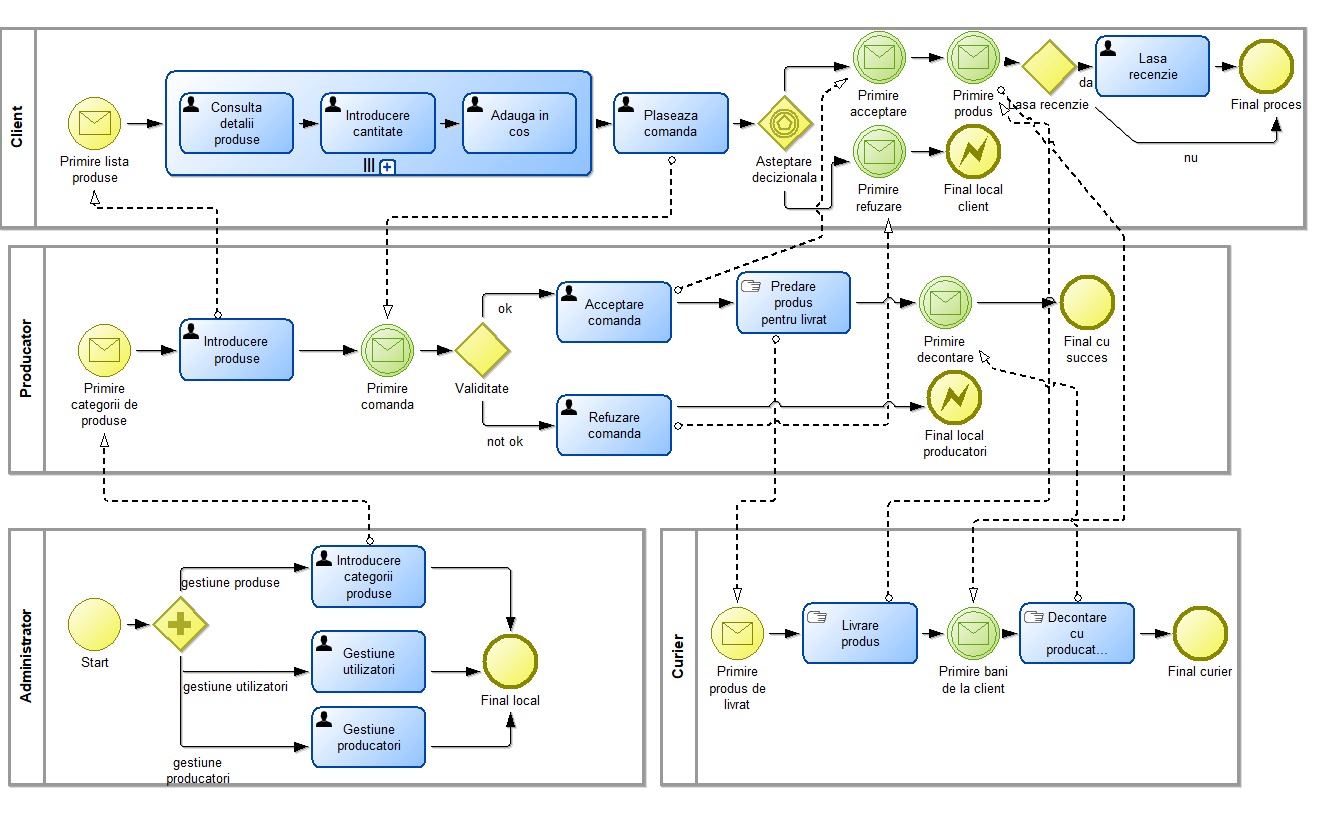 Client
Primire lista
produse
Consulta
detalii
produse
Introducere
cantitate
Adauga in
cos
Plaseaza
comanda
Asteptare
decizionala
Primire
acceptare
Primire
refuzare
Primire
produs
Final local
client
Lasa recenzie
da
nu
Lasa
recenzie
Final proces
Producator
Primire
categorii de
produse
Introducere
produse
Primire
comanda
Validitate
ok
not ok
Acceptare
comanda
Refuzare
comanda
Predare
produs
pentru livrat
Primire
decontare
Final local
producatori
Final cu
succes
Administrator
Start
gestiune produse
gestiune utilizatori
gestiune
producatori
Introducere
categorii
produse
Gestiune
utilizatori
Gestiune
producatori
Final local
Curier
Primire
produs de
livrat
Livrare
produs
Primire bani
de la client
Decontare
cu
producat...
Final curier